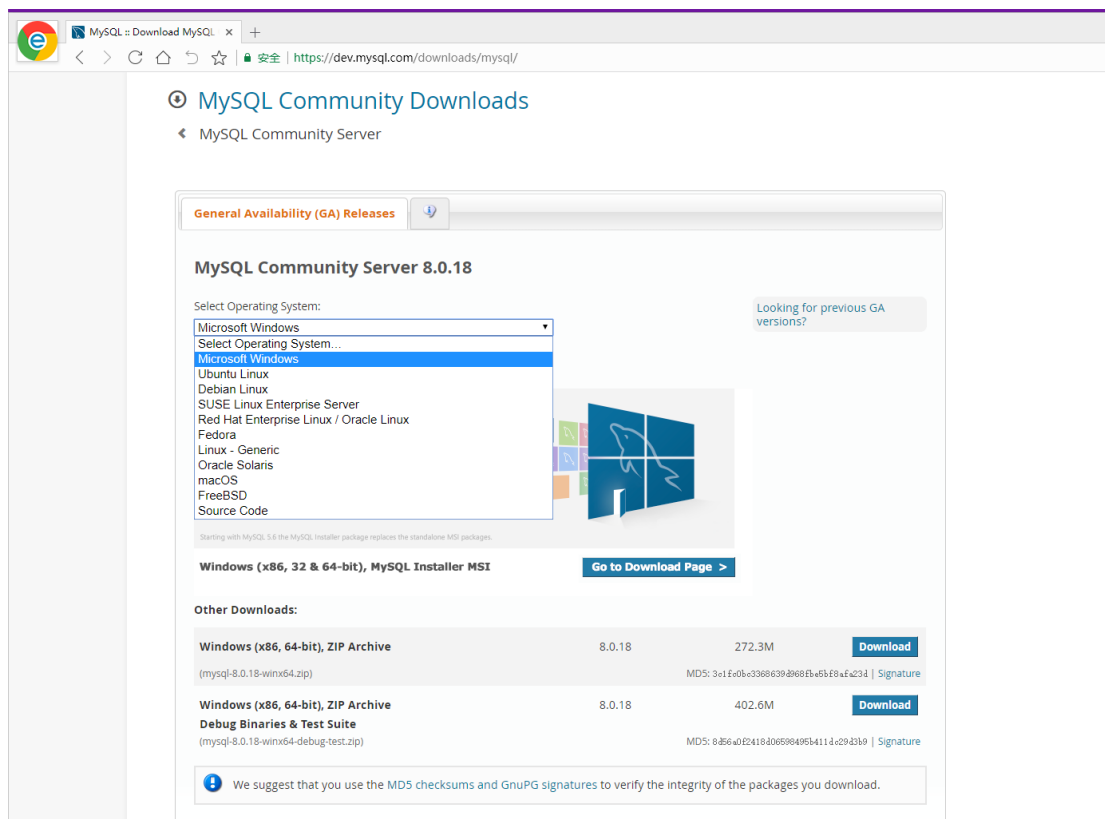 MySQL :: Download MySQL
安全 | https://dev.mysql.com/downloads/mysql/
MySQL Community Downloads
MySQL Community Server
General Availability (GA) Releases
MySQL Community Server 8.0.18
Select Operating System:
Looking for previous GA
versions?
Microsoft Windows
Select Operating System...
Microsoft Windows
Ubuntu Linux
Debian Linux
SUSE Linux Enterprise Server
Red Hat Enterprise Linux / Oracle Linux
Fedora
Linux - Generic
Oracle Solaris
macOS
FreeBSD
Source Code
Starting with MySQL 5.6 the MySQL Installer package replaces the standalone MSI packages.
Windows (x86, 32 & 64-bit), MySQL Installer MSI
Go to Download Page >
Other Downloads:
Windows (x86, 64-bit), ZIP Archive 8.0.18 272.3M Download
(mysql-8.0.18-winx64.zip) MD5: | Signature
Windows (x86, 64-bit), ZIP Archive 8.0.18 402.6M Download
Debug Binaries & Test Suite
(mysql-8.0.18-winx64-debug-test.zip) MD5: | Signature
We suggest that you use the MD5 checksums and GnuPG signatures to verify the integrity of the packages you download.